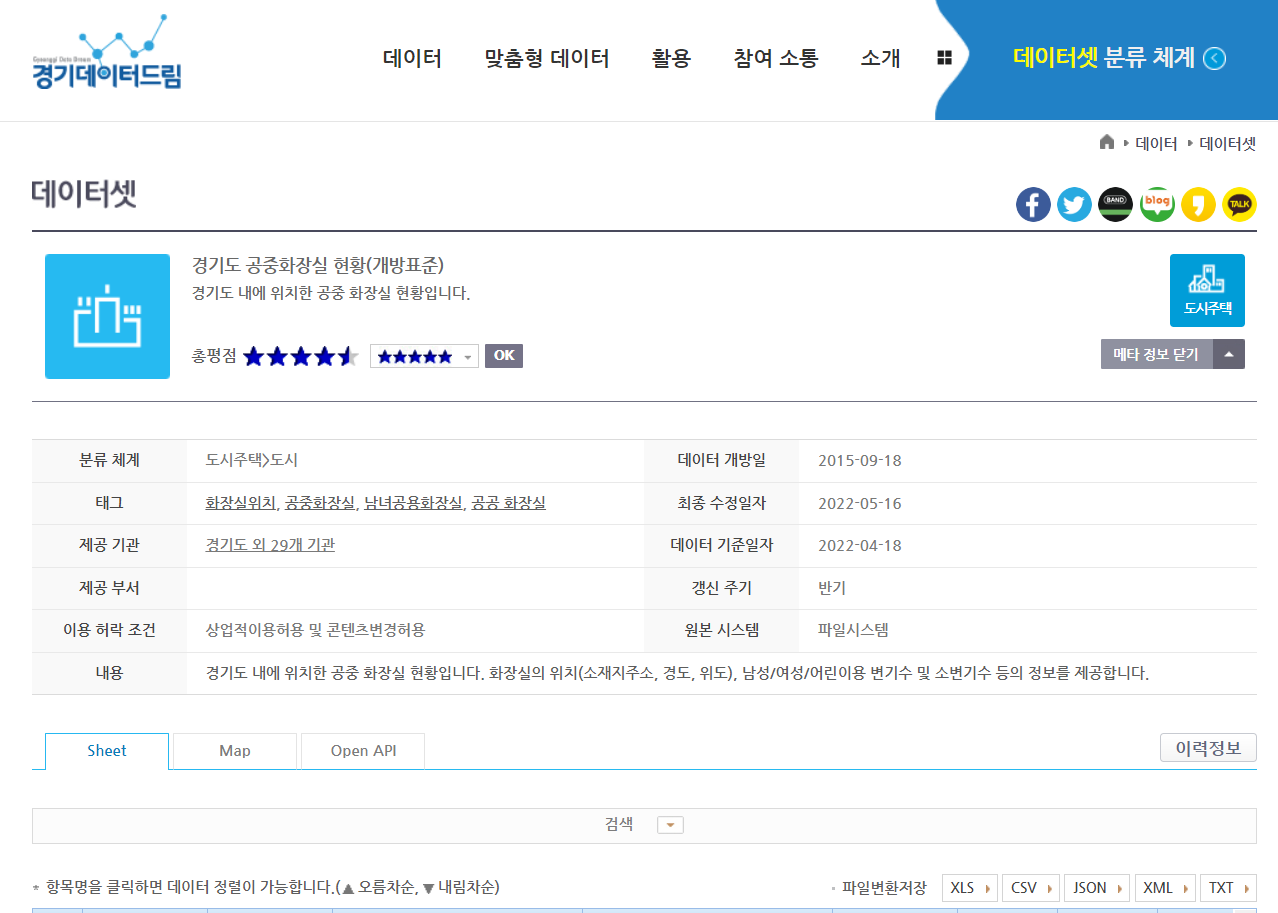 Gyeonggi Data Dream
경기데이터드림
데이터 맞춤형 데이터 활용 참여 소통 소개 데이터셋 분류 체계
데이터 데이터셋
데이터셋
BAND blog TALK
경기도 공중화장실 현황(개방표준)
경기도 내에 위치한 공중 화장실 현황입니다.
도시주택
총평점 ★★★★★ OK
메타 정보 닫기
분류 체계 도시주택>도시 데이터 개방일 2015-09-18
태그 화장실위치, 공중화장실, 남녀공용화장실, 공공 화장실 최종 수정일자 2022-05-16
제공 기관 경기도 외 29개 기관 데이터 기준일자 2022-04-18
제공 부서 갱신 주기 반기
이용 허락 조건 상업적이용허용 및 콘텐츠변경허용 원본 시스템 파일시스템
내용 경기도 내에 위치한 공중 화장실 현황입니다. 화장실의 위치(소재지주소, 경도, 위도), 남성/여성/어린이용 변기수 및 소변기수 등의 정보를 제공합니다.
Sheet Map Open API 이력정보
검색
* 항목명을 클릭하면 데이터 정렬이 가능합니다.(▲ 오름차순, ▼ 내림차순) 파일변환저장 XLS CSV JSON XML TXT